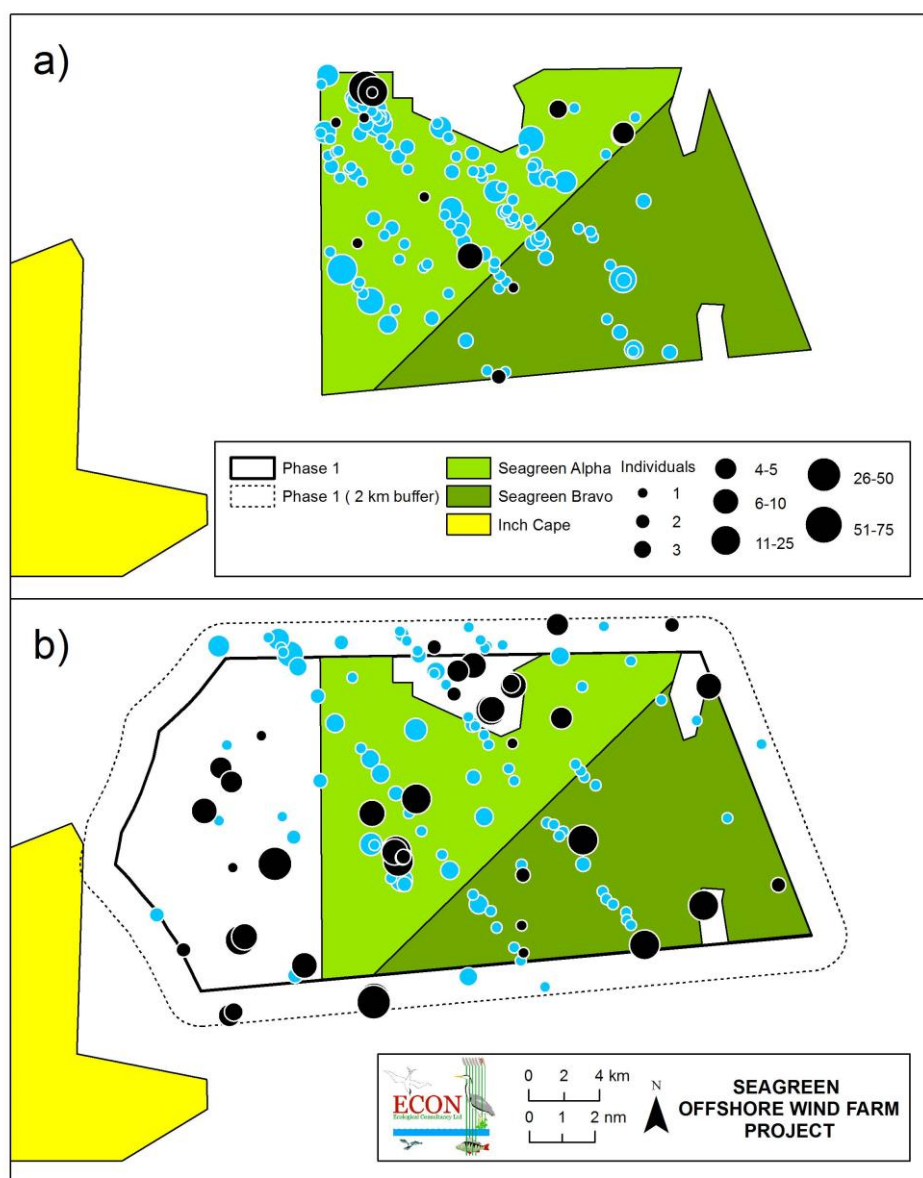 a)
Phase 1
Phase 1 ( 2 km buffer)
Seagreen Alpha
Seagreen Bravo
Inch Cape
Individuals
1
2
3
4-5
6-10
11-25
26-50
51-75
b)
ECON
Ecological Consultancy Ltd
0 2 4 km
0 1 2 nm
N
SEAGREEN
OFFSHORE WIND FARM
PROJECT